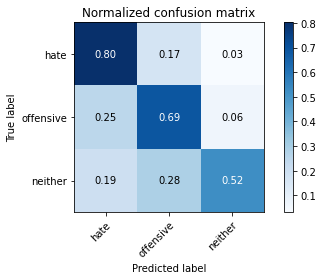 Normalized confusion matrix
True label
hate
offensive
neither
0.80 0.17 0.03
0.25 0.69 0.06
0.19 0.28 0.52
hate
offensive
neither
Predicted label
0.8
0.7
0.6
0.5
0.4
0.3
0.2
0.1